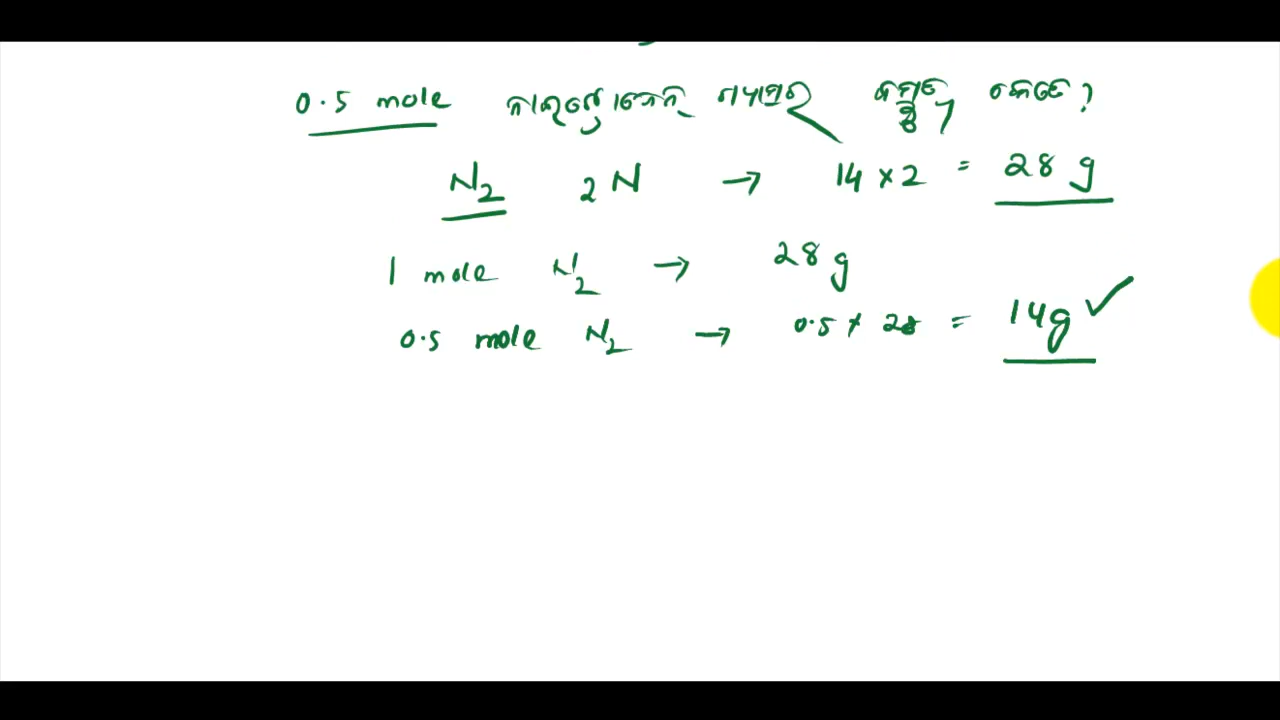 0.5 mole ନାଇଟ୍ରୋଜେନ୍ ଗ୍ୟାସ୍‌ର କେତେ?
N₂ 2 N → 14 × 2 = 28 g
1 mole N₂ → 28 g
0.5 mole N₂ → 0.5 × 28 = 14g ✓